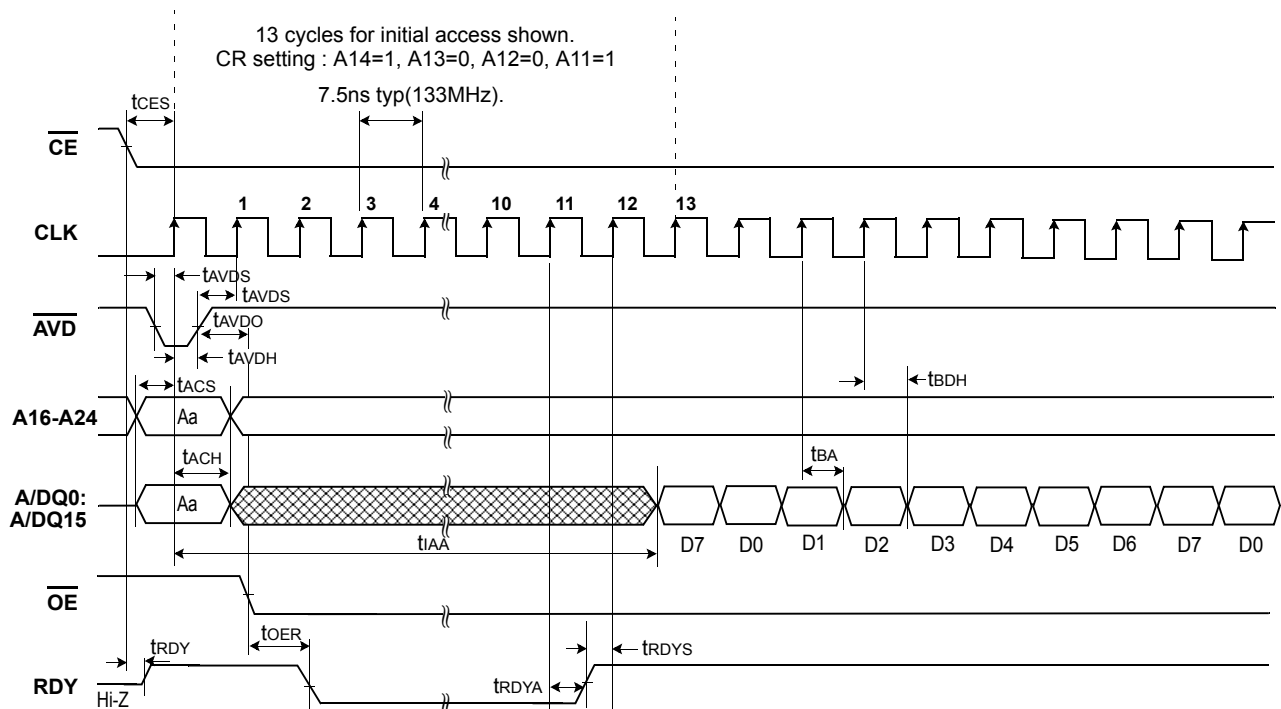 13 cycles for initial access shown.
CR setting : A14=1, A13=0, A12=0, A11=1
7.5ns typ(133MHz).
tCES
CE
1 2 3 4 10 11 12 13
CLK
tAVDS
tAVDS
AVD
tAVDO
tAVDH
tACS
tBDH
A16-A24
Aa
tACH
tBA
A/DQ0:
A/DQ15
Aa
tIAA
D7 D0 D1 D2 D3 D4 D5 D6 D7 D0
OE
tOER
tRDY
tRDYS
RDY
tRDYA
Hi-Z